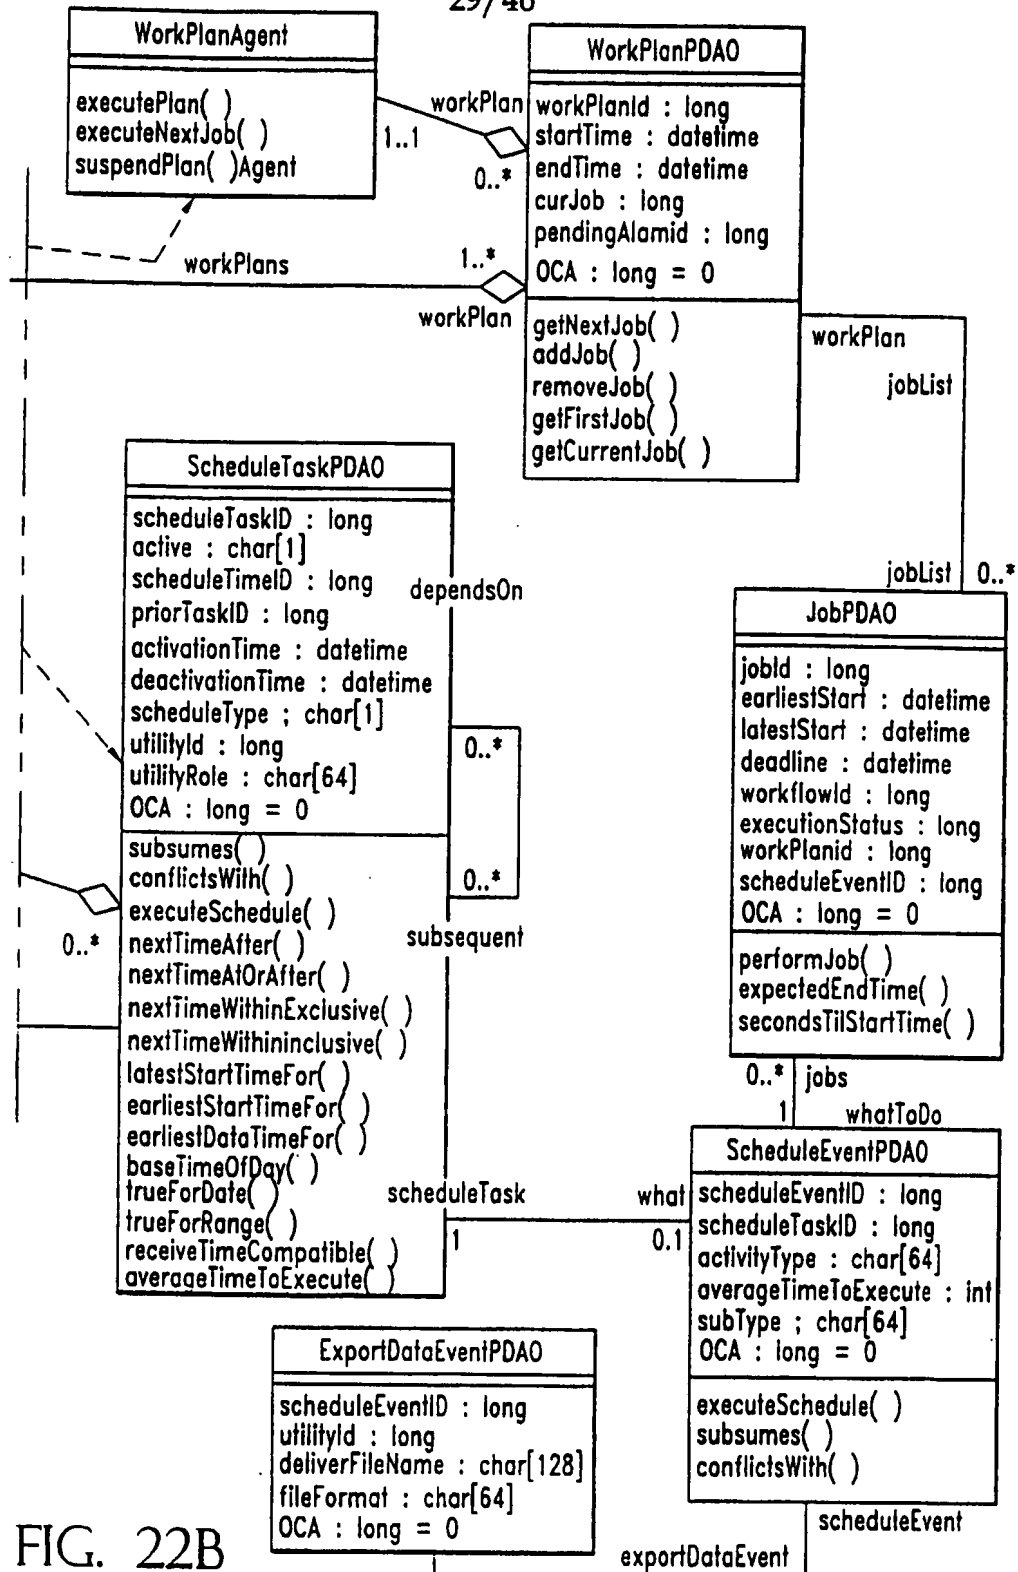 29/46
WorkPlanAgent
executePlan( )
executeNextJob( )
suspendPlan( )Agent
workPlan
1..1
0..*
WorkPlanPDAO
workPlanId : long
startTime : datetime
endTime : datetime
curJob : long
pendingAlamid : long
OCA : long = 0
getNextJob( )
addJob( )
removeJob( )
getFirstJob( )
getCurrentJob( )
workPlans
1..*
workPlan
workPlan
jobList
jobList 0..*
ScheduleTaskPDAO
scheduleTaskID : long
active : char[1]
scheduleTimeID : long
priorTaskID : long
activationTime : datetime
deactivationTime : datetime
scheduleType ; char[1]
utilityId : long
utilityRole : char[64]
OCA : long = 0
subsumes( )
conflictsWith( )
executeSchedule( )
nextTimeAfter( )
nextTimeAtOrAfter( )
nextTimeWithinExclusive( )
nextTimeWithininclusive( )
latestStartTimeFor( )
earliestStartTimeFor( )
earliestDataTimeFor( )
baseTimeOfDay( )
trueForDate( )
trueForRange( )
receiveTimeCompatible( )
averageTimeToExecute( )
dependsOn
0..*
0..*
subsequent
0..*
JobPDAO
jobId : long
earliestStart : datetime
latestStart : datetime
deadline : datetime
workflowId : long
executionStatus : long
workPlanid : long
scheduleEventID : long
OCA : long = 0
performJob( )
expectedEndTime( )
secondsTilStartTime( )
0..* jobs
1 whatToDo
scheduleTask
1
what
0.1
ScheduleEventPDAO
scheduleEventID : long
scheduleTaskID : long
activityType : char[64]
averageTimeToExecute : int
subType ; char[64]
OCA : long = 0
executeSchedule( )
subsumes( )
conflictsWith( )
scheduleEvent
ExportDataEventPDAO
scheduleEventID : long
utilityId : long
deliverFileName : char[128]
fileFormat : char[64]
OCA : long = 0
exportDataEvent
FIG. 22B